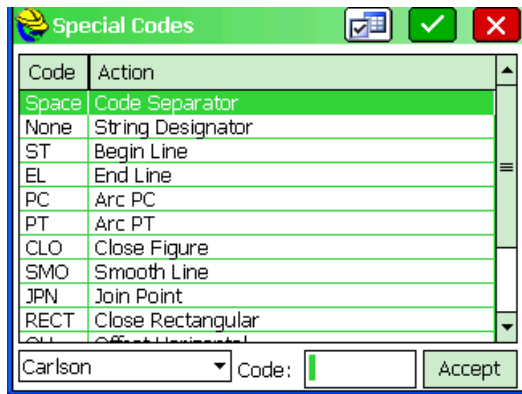 Special Codes
Code Action
Space Code Separator
None String Designator
ST Begin Line
EL End Line
PC Arc PC
PT Arc PT
CLO Close Figure
SMO Smooth Line
JPN Join Point
RECT Close Rectangular
Carlson Code: Accept